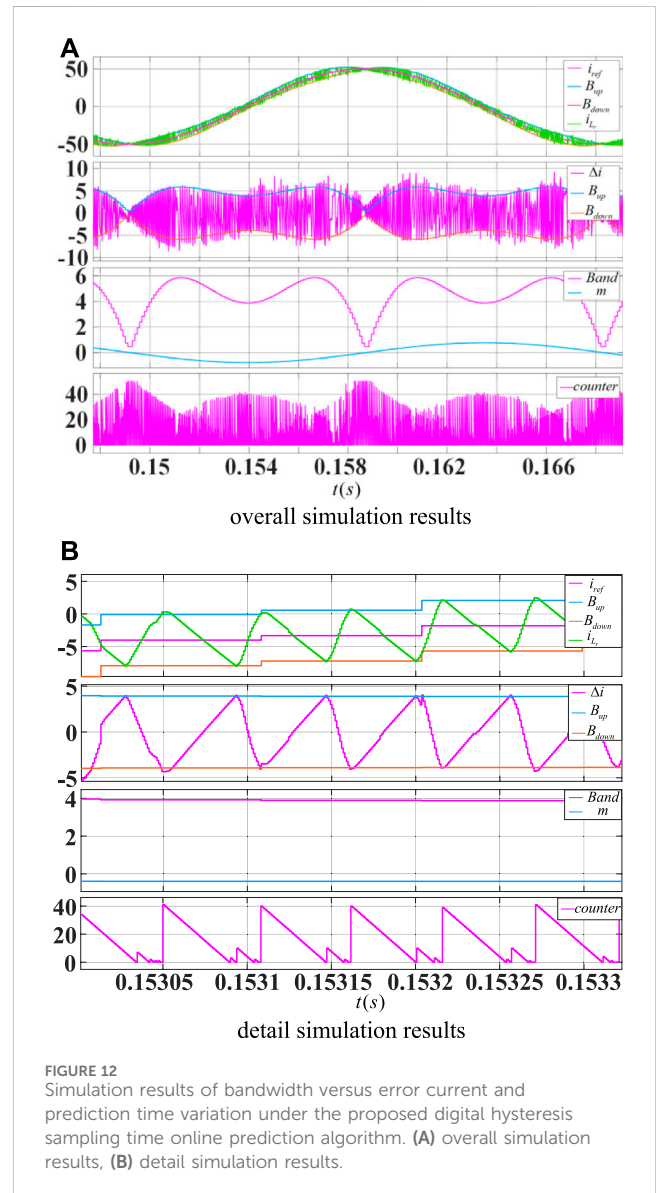 A
50
0
-50
i_ref
B_up
B_down
i_Lr
10
5
0
-5
-10
Δi
B_up
B_down
6
4
2
0
Band
m
40
20
0
counter
0.15 0.154 0.158 0.162 0.166
t(s)
overall simulation results
B
5
0
-5
i_ref
B_up
B_down
i_Lr
5
0
-5
Δi
B_up
B_down
4
2
0
Band
m
40
20
0
counter
0.15305 0.1531 0.15315 0.1532 0.15325 0.1533
t(s)
detail simulation results
FIGURE 12
Simulation results of bandwidth versus error current and
prediction time variation under the proposed digital hysteresis
sampling time online prediction algorithm. (A) overall simulation
results, (B) detail simulation results.